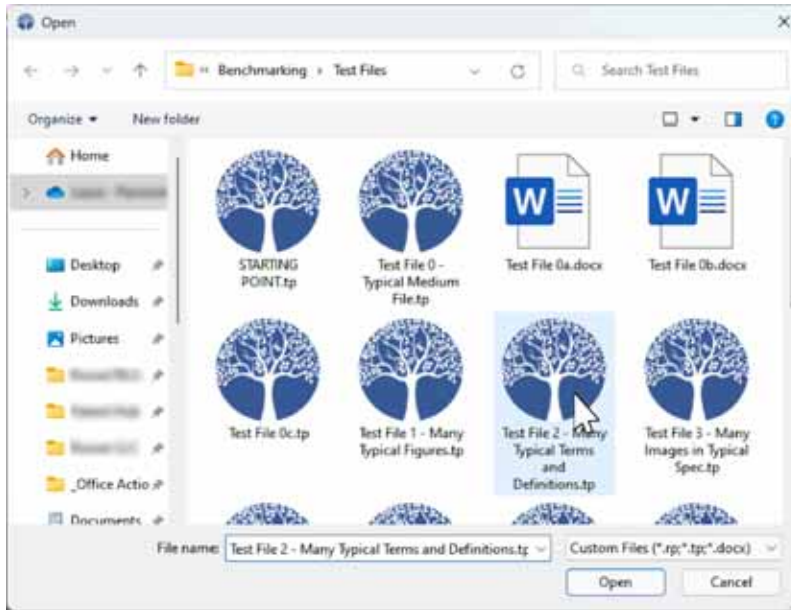 Open
« Benchmarking › Test Files
Search Test Files
Organize
New folder
Home
Desktop
Downloads
Pictures
_Office Actio
Documents
STARTING
POINT.tp
Test File 0 -
Typical Medium
File.tp
W
Test File 0a.docx
W
Test File 0b.docx
Test File 0c.tp
Test File 1 - Many
Typical Figures.tp
Test File 2 - Many
Typical Terms
and
Definitions.tp
Test File 3 - Many
Images in Typical
Spec.tp
File name: Test File 2 - Many Typical Terms and Definitions.tp
Custom Files (*.rp;*.tp;*.docx)
Open
Cancel